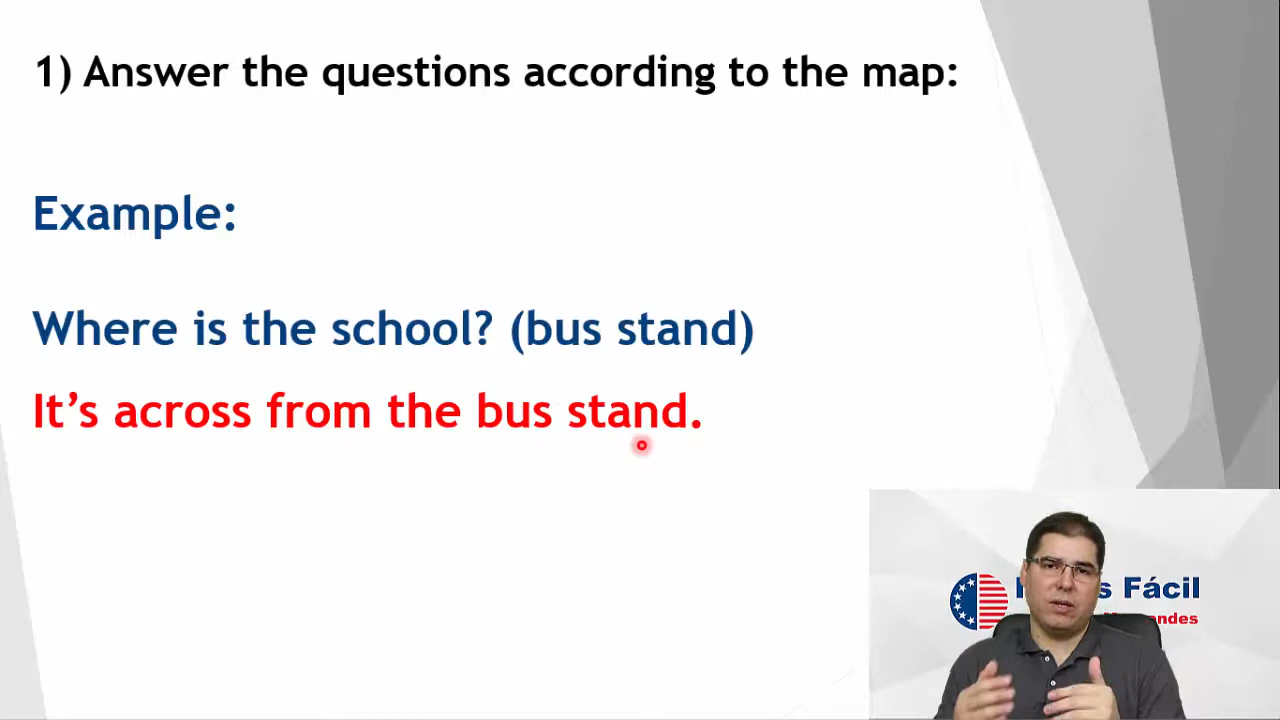 1) Answer the questions according to the map:
Example:
Where is the school? (bus stand)
It's across from the bus stand.
Fácil